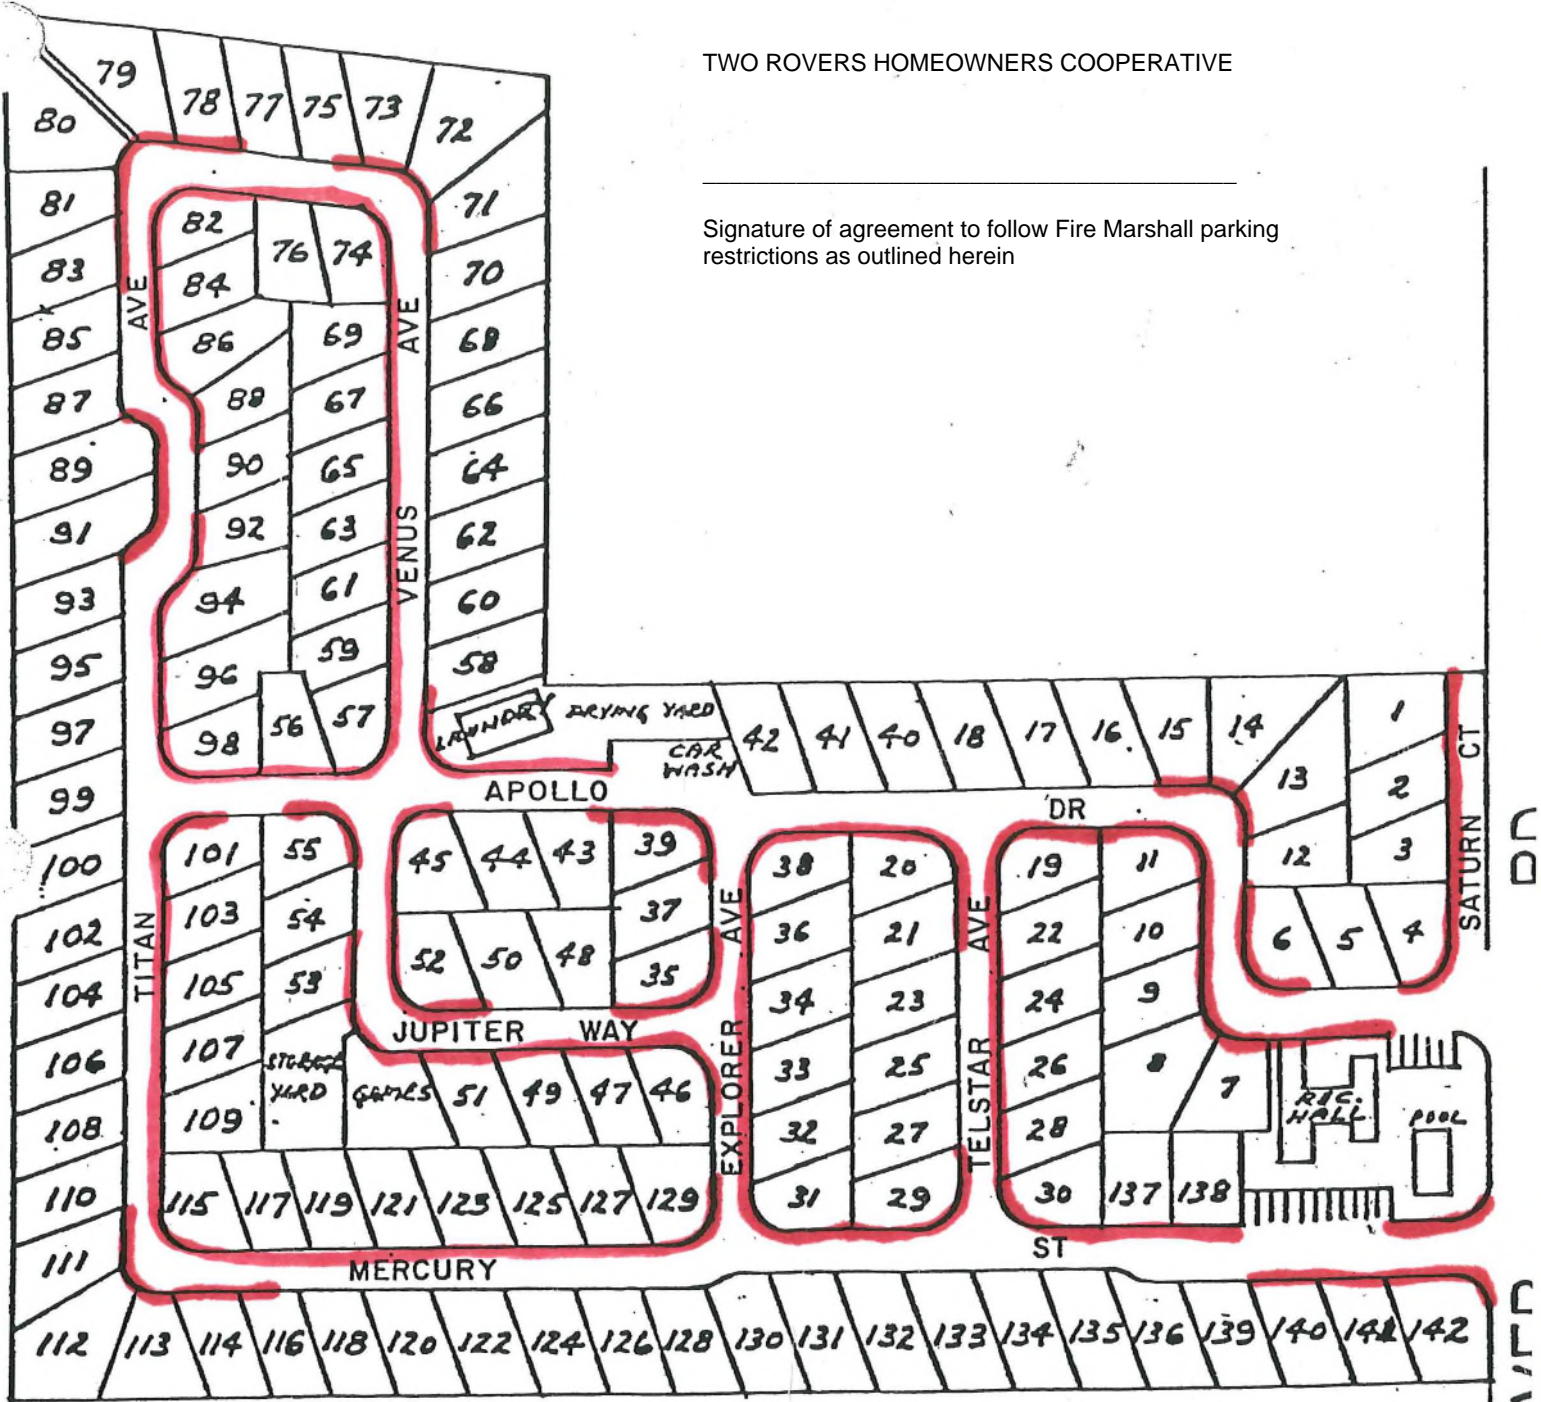 TWO ROVERS HOMEOWNERS COOPERATIVE
Signature of agreement to follow Fire Marshall parking
restrictions as outlined herein
79 78 77 75 73 72
80
81 82 76 74 71
83 84 70
85 86 69 68
AVE AVE
87 88 67 66
89 90 65 64
91 92 63 62
VENUS
93 94 61 60
95 96 59 58
97 98 56 57
LAUNDRY DRYING YARD
CAR
WASH
42 41 40 18 17 16 15 14 13 1
2
CT
99
APOLLO DR
100 101 55 45 44 43 39 38 20 19 11 12 3
SATURN
DR
102 103 54 37 36 21 22 10 6 5 4
TITAN AVE AVE
104 105 53 52 50 48 35 34 23 24 9
JUPITER WAY
106 107 STORAGE
YARD
GAMES 51 49 47 46 33 25 26 8 7
REC.
HALL
POOL
EXPLORER TELSTAR
108 109 32 27 28
110 115 117 119 121 123 125 127 129 31 29 30 137 138
111
MERCURY ST
112 113 114 116 118 120 122 124 126 128 130 131 132 133 134 135 136 139 140 141 142